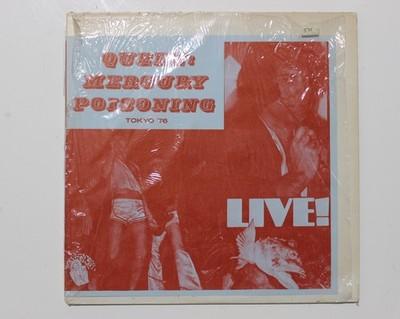 QUEEN:
MERCURY
POISONING
TOKYO '76
LIVE!